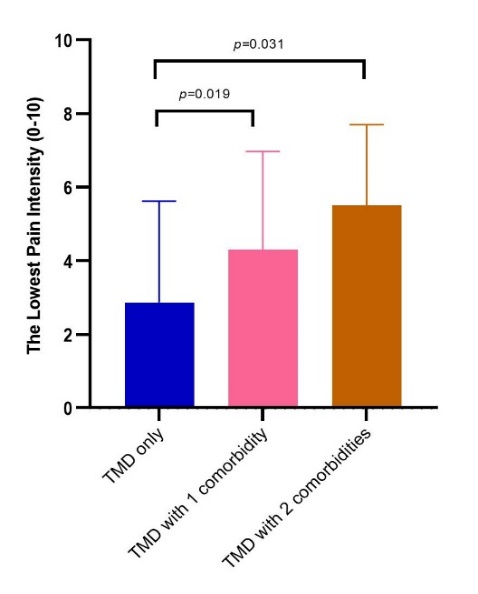 p=0.031
p=0.019
The Lowest Pain Intensity (0-10)
10
8
6
4
2
0
TMD only
TMD with 1 comorbidity
TMD with 2 comorbidities